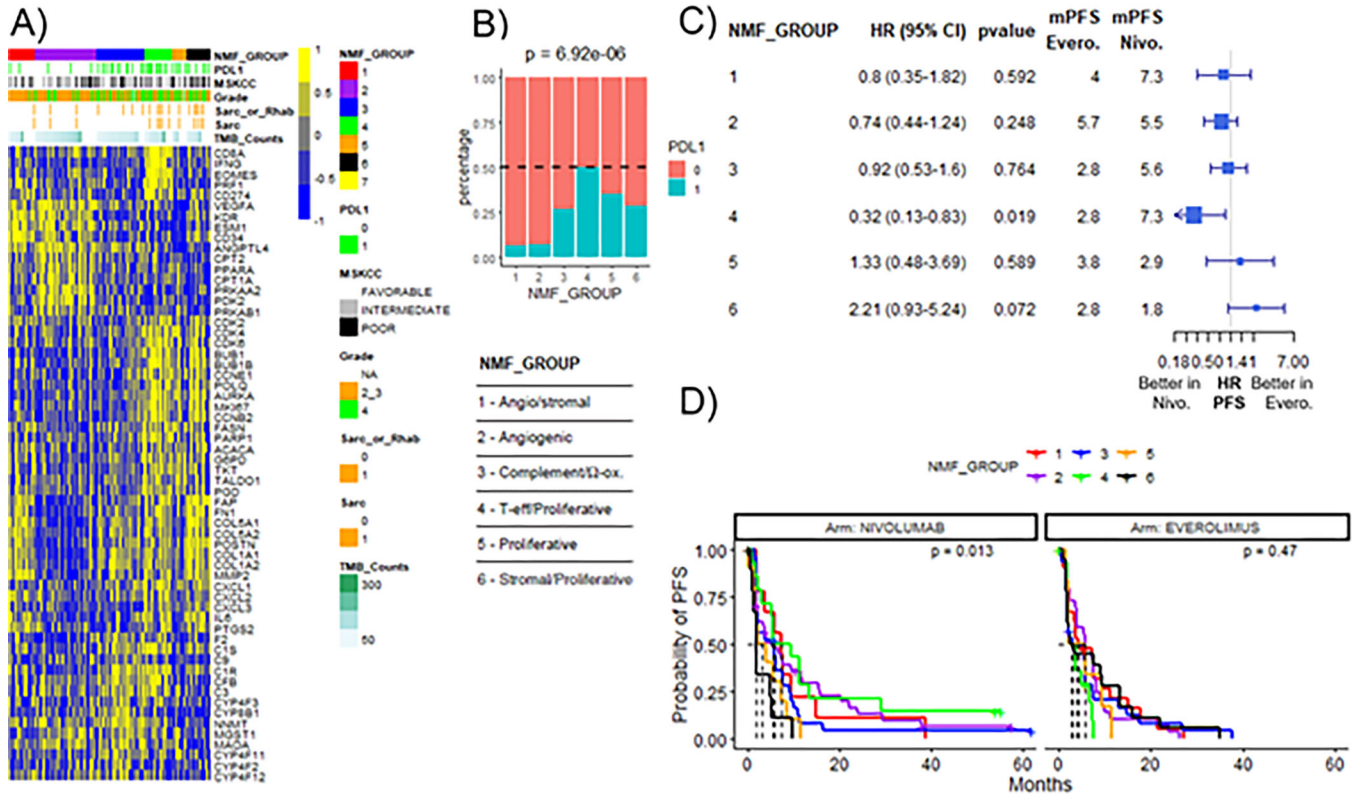 A)
NMF_GROUP
PDL1
MSKCC
Grade
Sarc_or_Rhab
Sarc
TMB_Counts
CD8A
IFNG
EOMES
PRF1
CD274
VEGFA
KDR
ESM1
CD34
ANGPTL4
CPT2
PPARA
CPT1A
PRKAA2
PDK2
PRKAB1
CDK2
CDK4
CDK6
BUB1
BUB1B
CCNE1
POLQ
AURKA
MKI67
CCNB2
FASN
PARP1
ACACA
G6PD
TKT
TALDO1
PGD
FAP
FN1
COL5A1
COL5A2
POSTN
COL1A1
COL1A2
MMP2
CXCL1
CXCL2
CXCL3
IL6
PTGS2
F2
C1S
C9
C1R
CFB
C3
CYP4F3
CYP8B1
NNMT
MGST1
MAOA
CYP4F11
CYP4F2
CYP4F12
1
0.5
0
-0.5
-1
NMF_GROUP
1
2
3
4
5
6
7
PDL1
0
1
MSKCC
FAVORABLE
INTERMEDIATE
POOR
Grade
NA
2_3
4
Sarc_or_Rhab
0
1
Sarc
0
1
TMB_Counts
300
50
B)
p = 6.92e-06
percentage
1.00
0.75
0.50
0.25
0.00
1 2 3 4 5 6
NMF_GROUP
PDL1
0
1
NMF_GROUP
1 - Angio/stromal
2 - Angiogenic
3 - Complement/Ω-ox.
4 - T-eff/Proliferative
5 - Proliferative
6 - Stromal/Proliferative
C)
NMF_GROUP HR (95% CI) pvalue mPFS Evero. mPFS Nivo.
1 0.8 (0.35-1.82) 0.592 4 7.3
2 0.74 (0.44-1.24) 0.248 5.7 5.5
3 0.92 (0.53-1.6) 0.764 2.8 5.6
4 0.32 (0.13-0.83) 0.019 2.8 7.3
5 1.33 (0.48-3.69) 0.589 3.8 2.9
6 2.21 (0.93-5.24) 0.072 2.8 1.8
0.18 0.50 1.41 7.00
Better in HR Better in
Nivo. PFS Evero.
D)
NMF_GROUP
1 3 5
2 4 6
Arm: NIVOLUMAB
Arm: EVEROLIMUS
p = 0.013
p = 0.47
Probability of PFS
1.00
0.75
0.50
0.25
0.00
0 20 40 60
0 20 40 60
Months